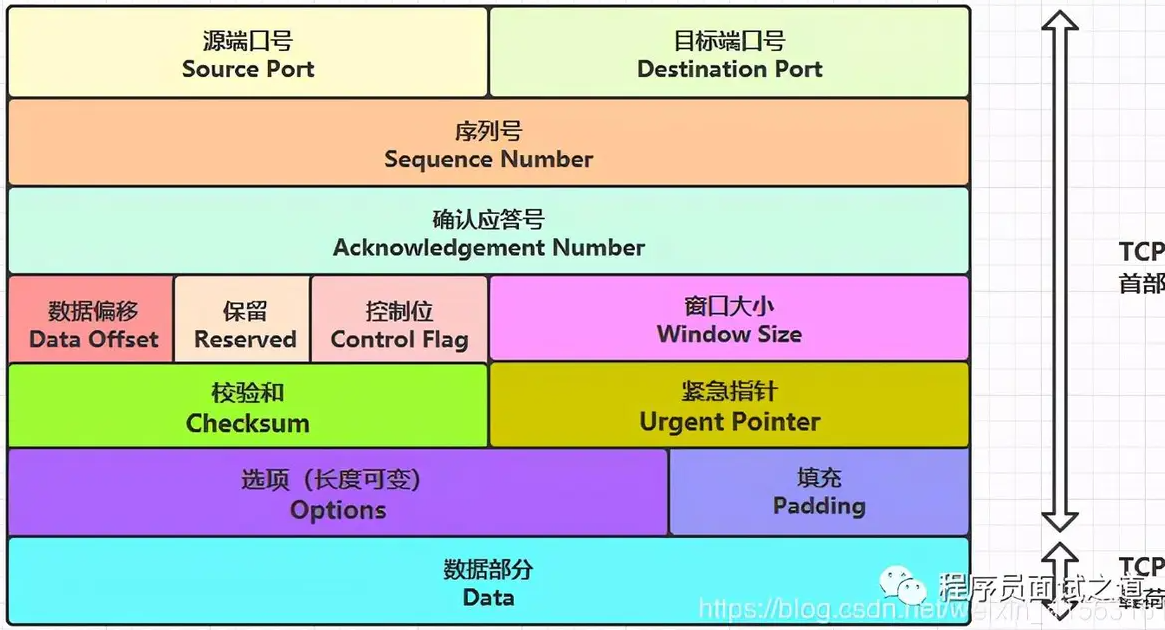 源端口号
Source Port
目标端口号
Destination Port
序列号
Sequence Number
确认应答号
Acknowledgement Number
数据偏移
Data Offset
保留
Reserved
控制位
Control Flag
窗口大小
Window Size
校验和
Checksum
紧急指针
Urgent Pointer
选项（长度可变）
Options
填充
Padding
数据部分
Data
TCP
首部
TCP
程序员面试之道
https://blog.csdn.net/weixin_